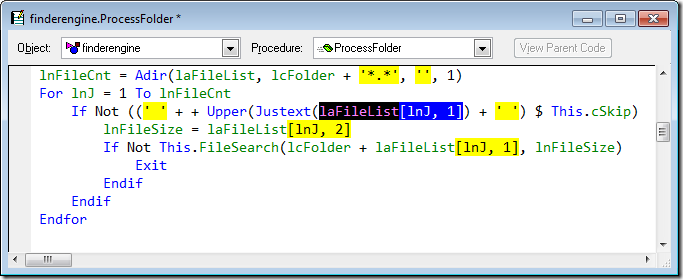 finderengine.ProcessFolder *
Object: finderengine Procedure: ProcessFolder View Parent Code
lnFileCnt = Adir(laFileList, lcFolder + '*.*', '', 1)
For lnJ = 1 To lnFileCnt
If Not ((' ' + + Upper(Justext(laFileList[lnJ, 1]) + ' ') $ This.cSkip)
lnFileSize = laFileList[lnJ, 2]
If Not This.FileSearch(lcFolder + laFileList[lnJ, 1], lnFileSize)
Exit
Endif
Endif
Endfor